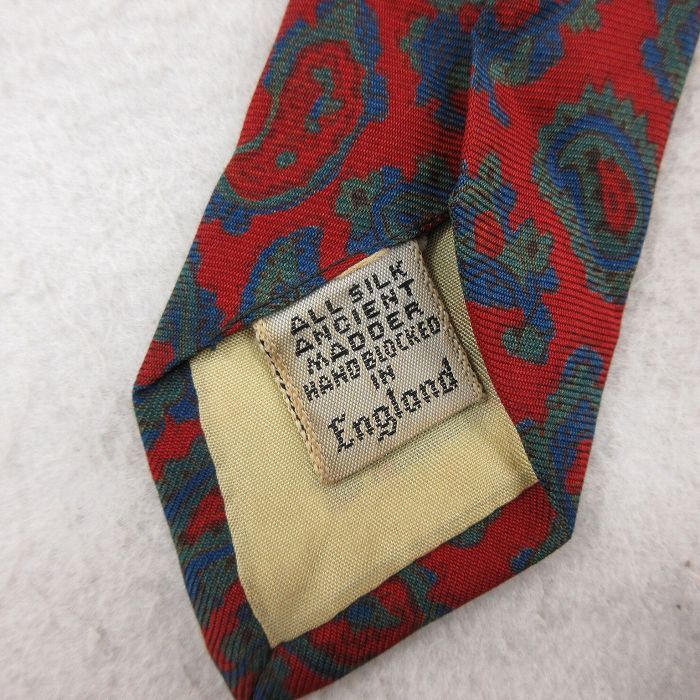 ALL SILK
ANCIENT
MADDER
HAND BLOCKED
IN
England